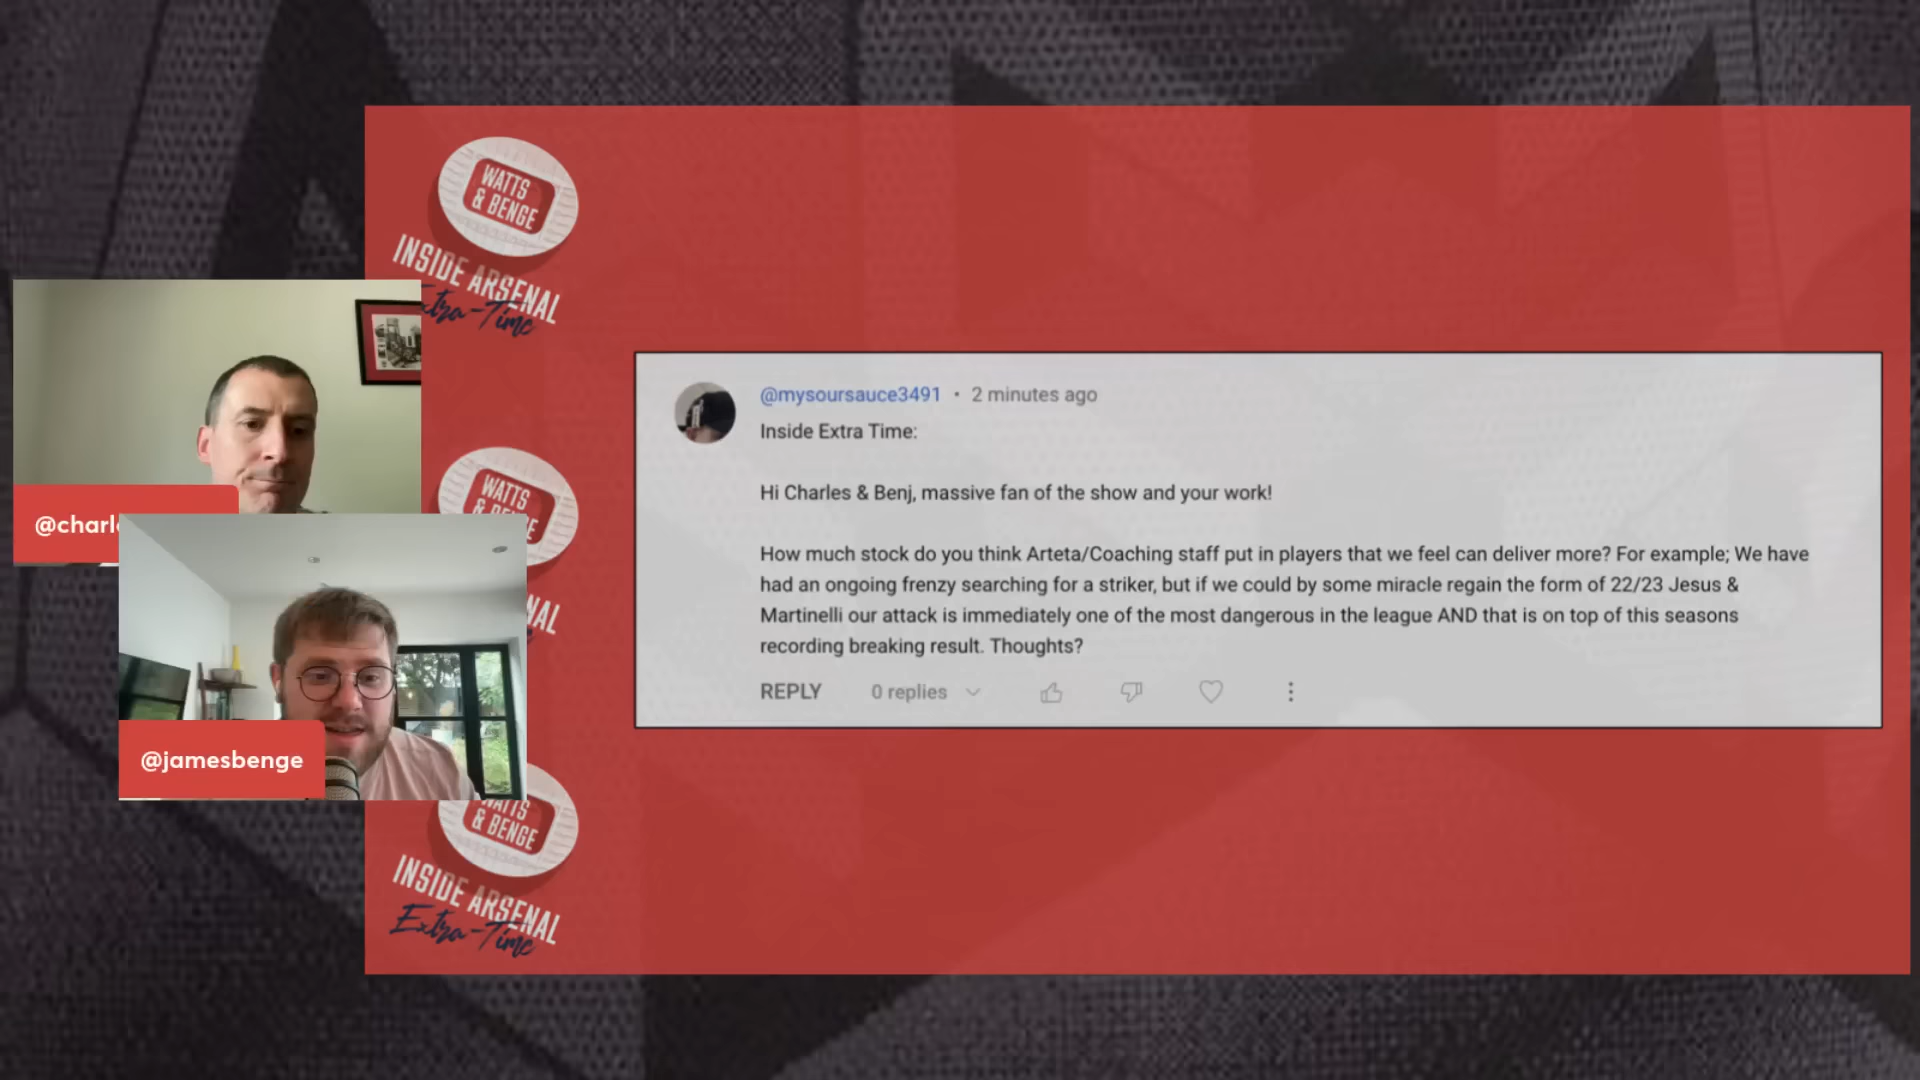 WATTS
& BENGE
INSIDE ARSENAL
Extra-Time
@charl
WATTS
@jamesbenge
& BENGE
INSIDE ARSENAL
Extra-Time
@mysoursauce3491 • 2 minutes ago
Inside Extra Time:
Hi Charles & Benj, massive fan of the show and your work!
How much stock do you think Arteta/Coaching staff put in players that we feel can deliver more? For example; We have
had an ongoing frenzy searching for a striker, but if we could by some miracle regain the form of 22/23 Jesus &
Martinelli our attack is immediately one of the most dangerous in the league AND that is on top of this seasons
recording breaking result. Thoughts?
REPLY 0 replies